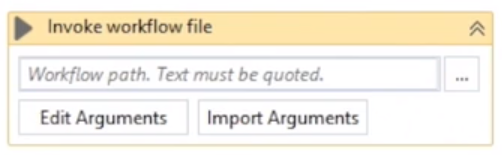 Invoke workflow file
Workflow path. Text must be quoted.
...
Edit Arguments
Import Arguments